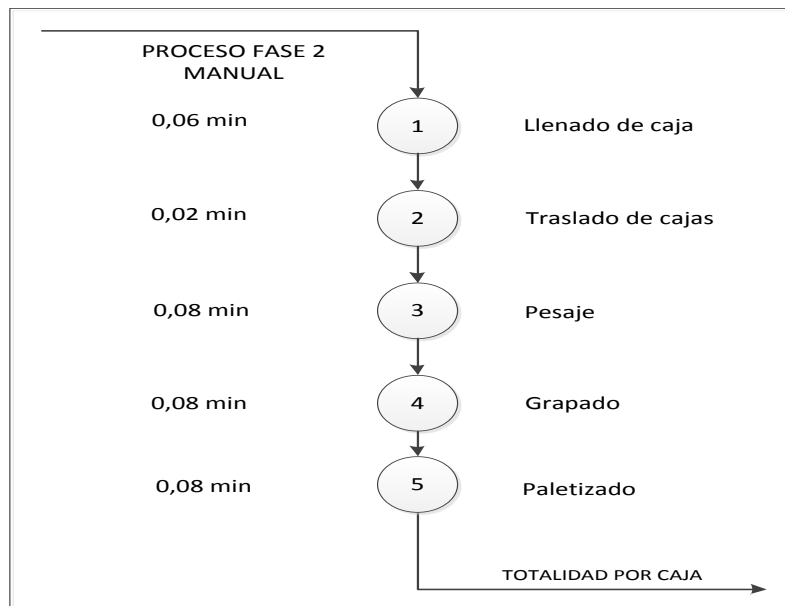 PROCESO FASE 2
MANUAL
0,06 min
1
Llenado de caja
0,02 min
2
Traslado de cajas
0,08 min
3
Pesaje
0,08 min
4
Grapado
0,08 min
5
Paletizado
TOTALIDAD POR CAJA